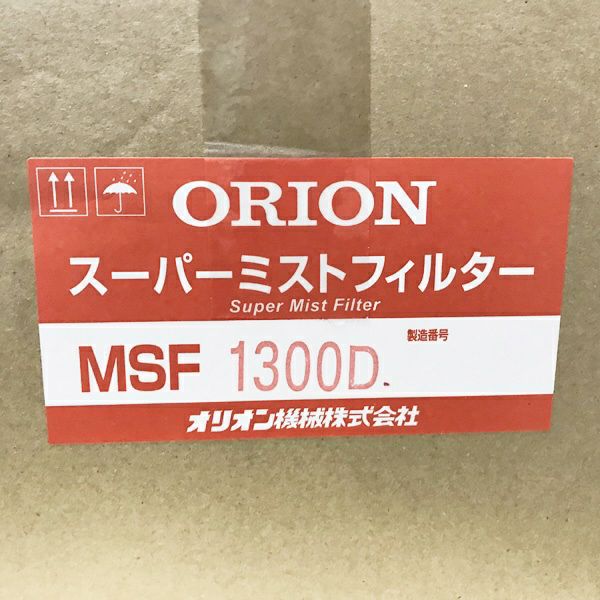 ORION
スーパーミストフィルター
Super Mist Filter
MSF 1300D.
製造番号
オリオン機械株式会社